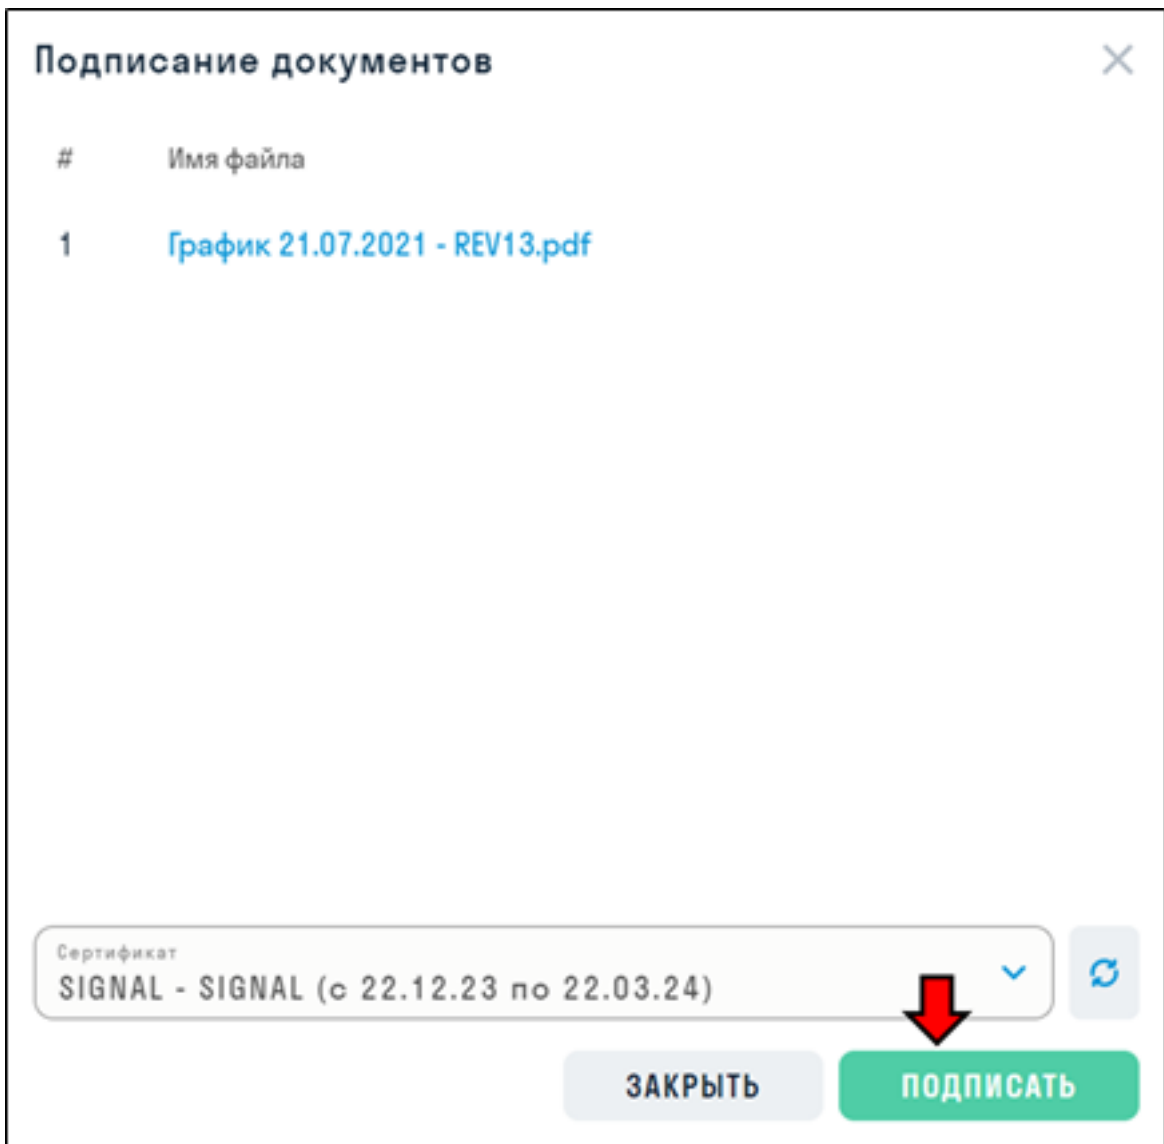 Подписание документов
# Имя файла
1 График 21.07.2021 - REV13.pdf
Сертификат
SIGNAL - SIGNAL (с 22.12.23 по 22.03.24)
ЗАКРЫТЬ ПОДПИСАТЬ